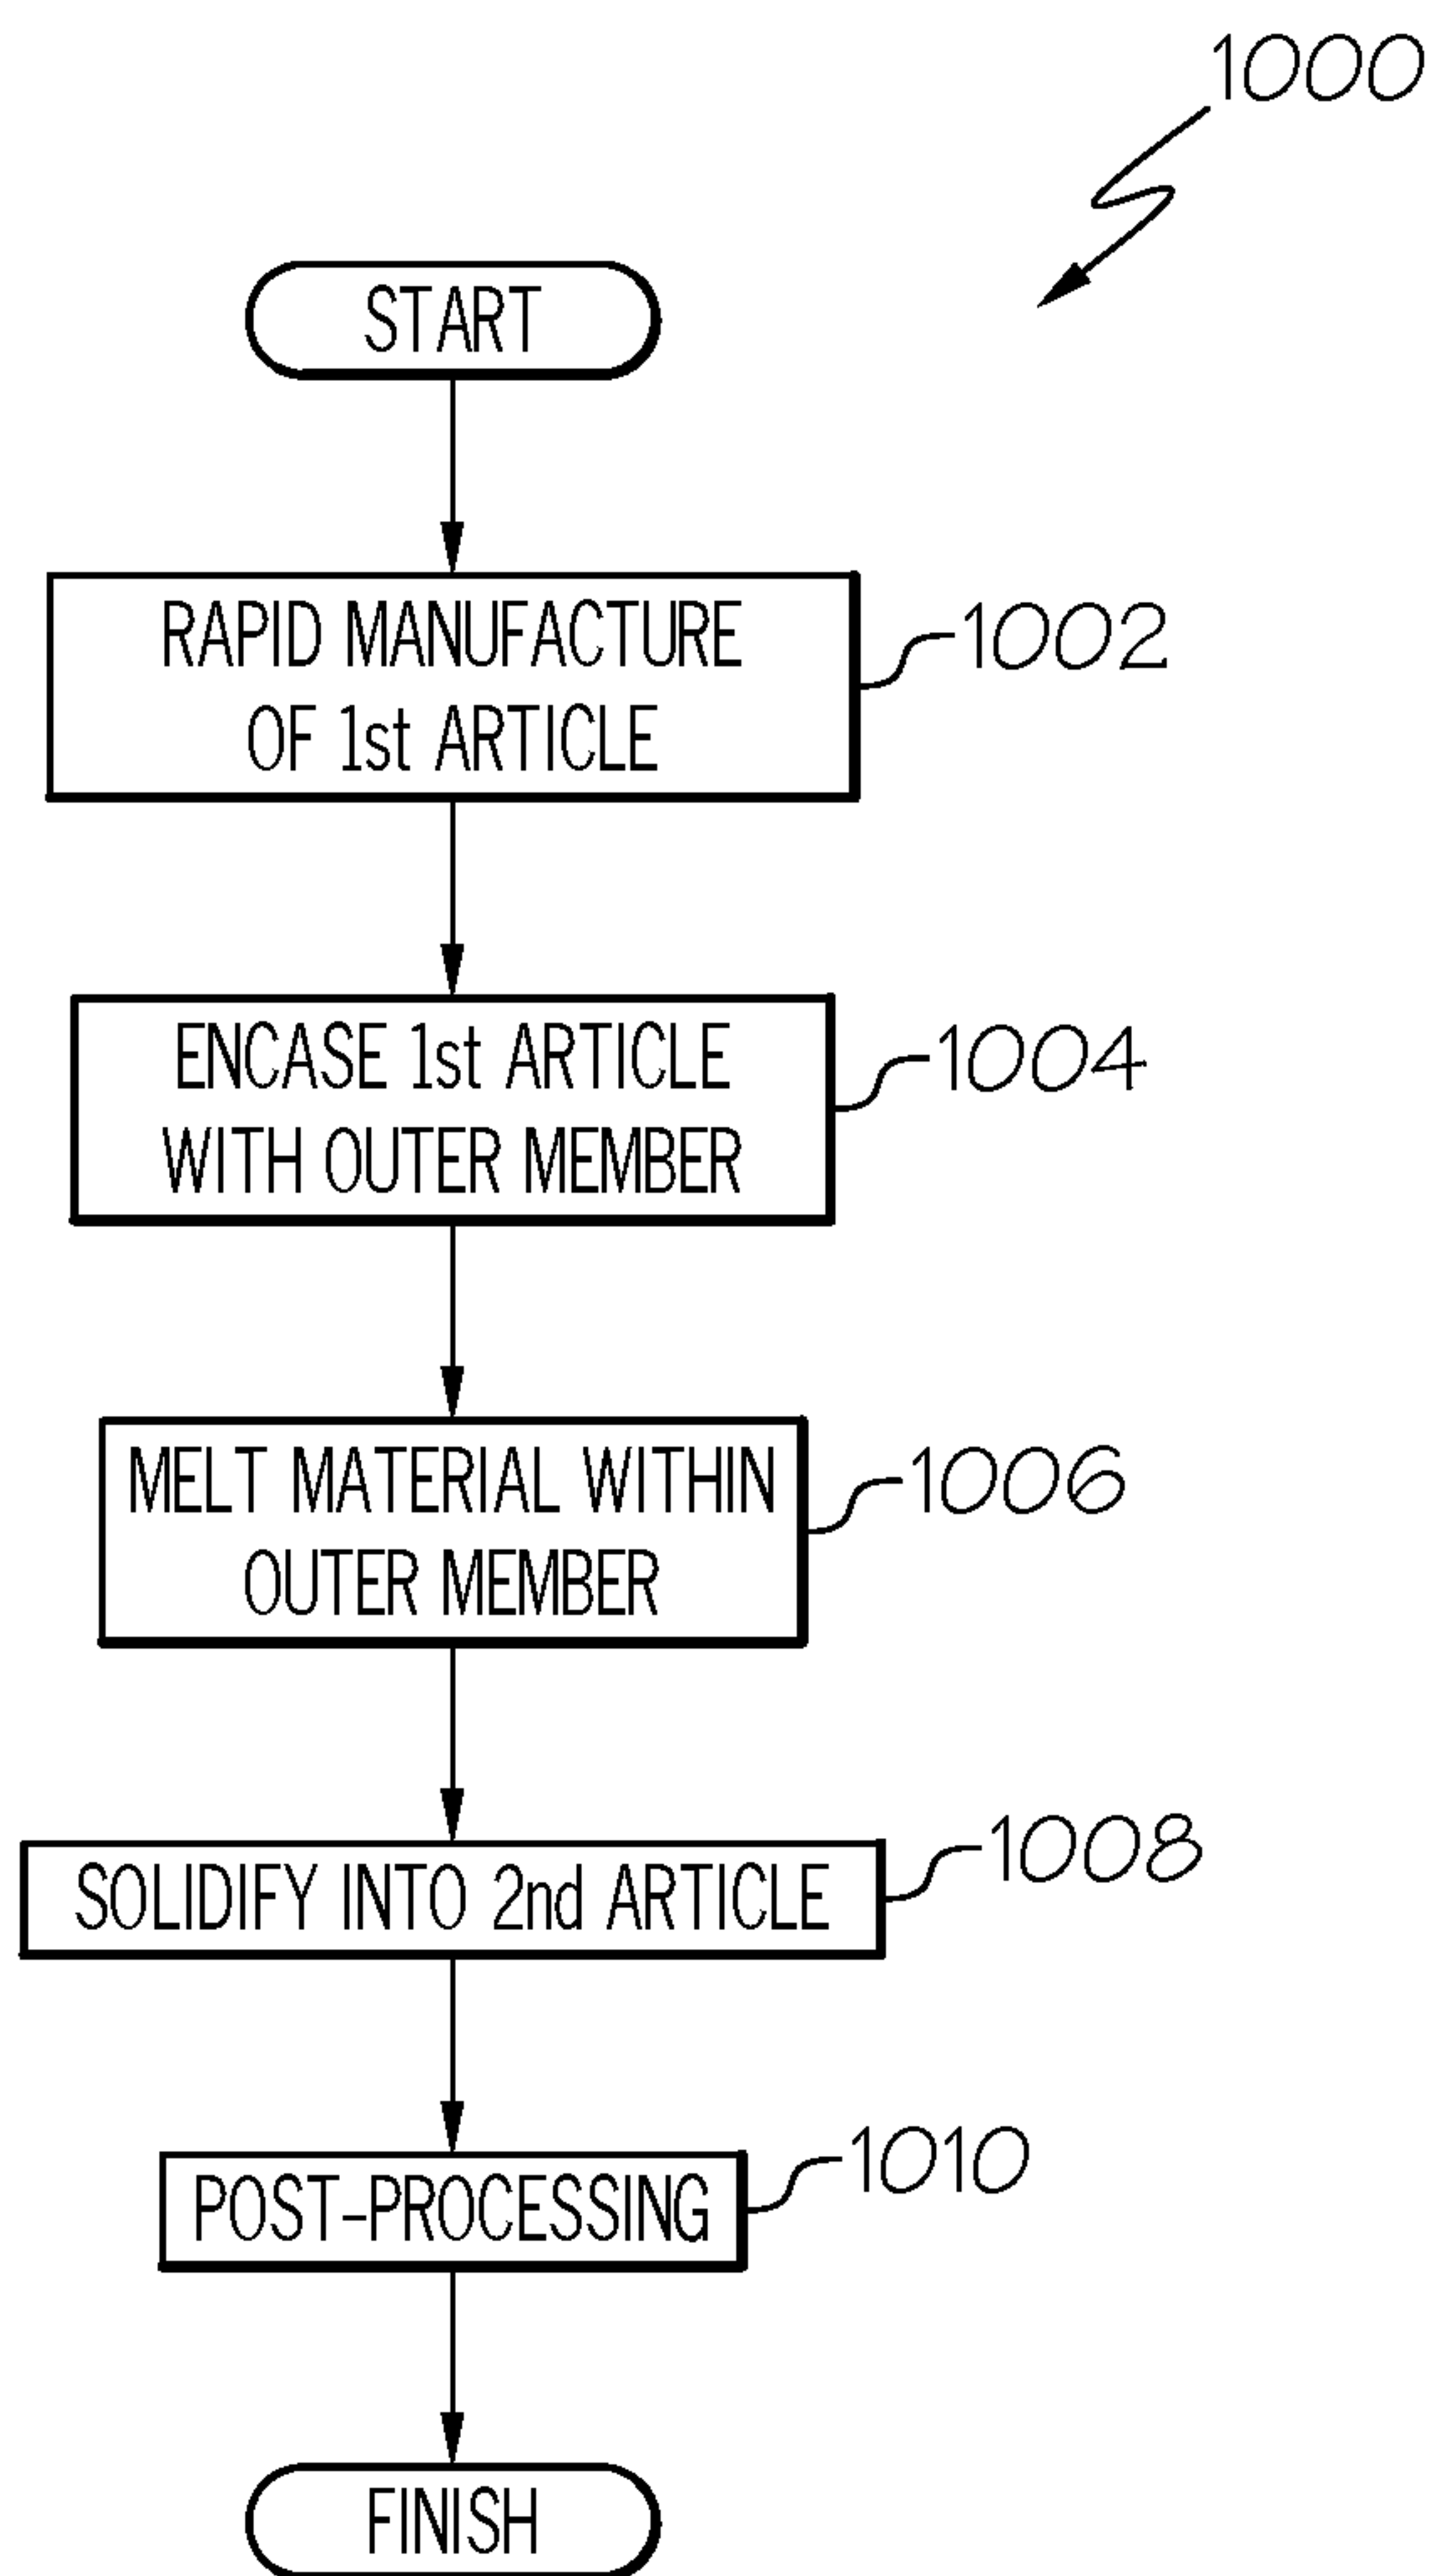 1000
START
RAPID MANUFACTURE
OF 1st ARTICLE
1002
ENCASE 1st ARTICLE
WITH OUTER MEMBER
1004
MELT MATERIAL WITHIN
OUTER MEMBER
1006
SOLIDIFY INTO 2nd ARTICLE
1008
POST-PROCESSING
1010
FINISH